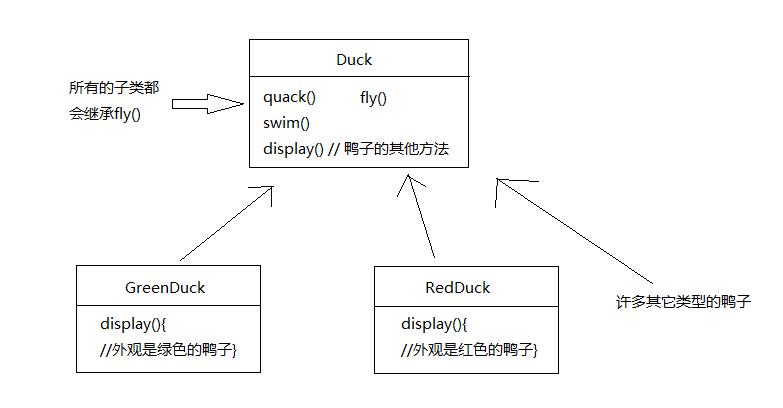 Duck
所有的子类都
会继承fly()
quack() fly()
swim()
display() // 鸭子的其他方法
GreenDuck
display(){
//外观是绿色的鸭子}
RedDuck
display(){
//外观是红色的鸭子}
许多其它类型的鸭子